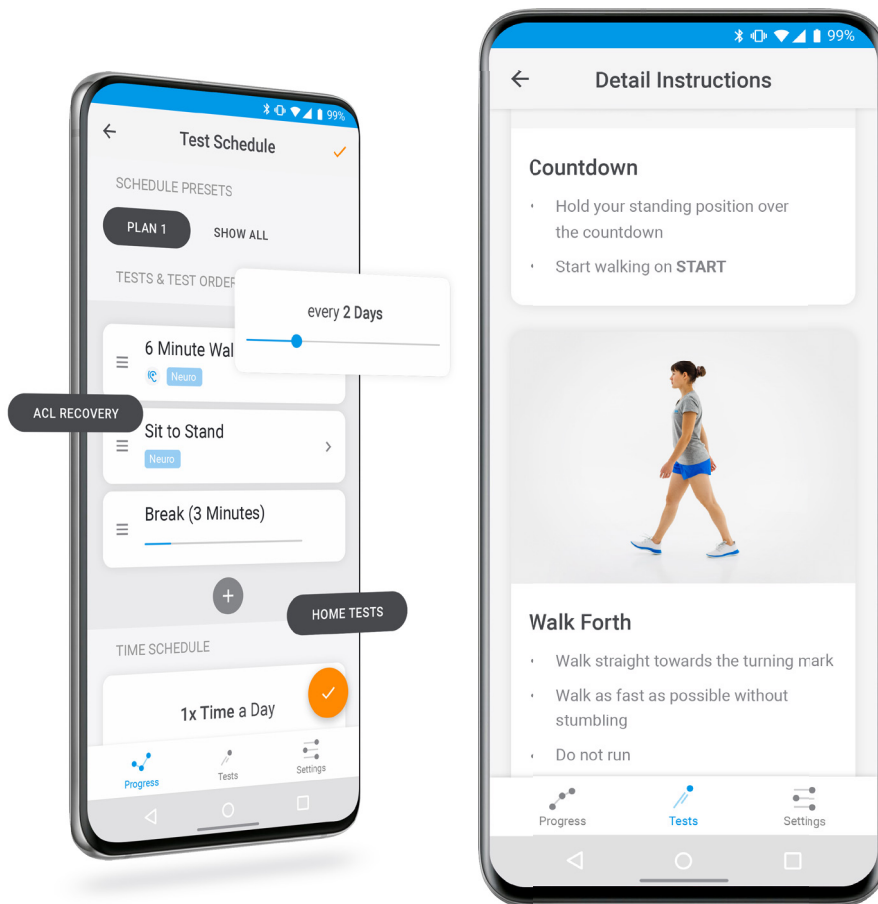 99%
Test Schedule
SCHEDULE PRESETS
PLAN 1
SHOW ALL
TESTS & TEST ORDER
every 2 Days
6 Minute Wal
Neuro
ACL RECOVERY
Sit to Stand
Neuro
Break (3 Minutes)
HOME TESTS
TIME SCHEDULE
1x Time a Day
Progress
Tests
Settings
99%
Detail Instructions
Countdown
Hold your standing position over
the countdown
Start walking on START
Walk Forth
Walk straight towards the turning mark
Walk as fast as possible without
stumbling
Do not run
Progress
Tests
Settings